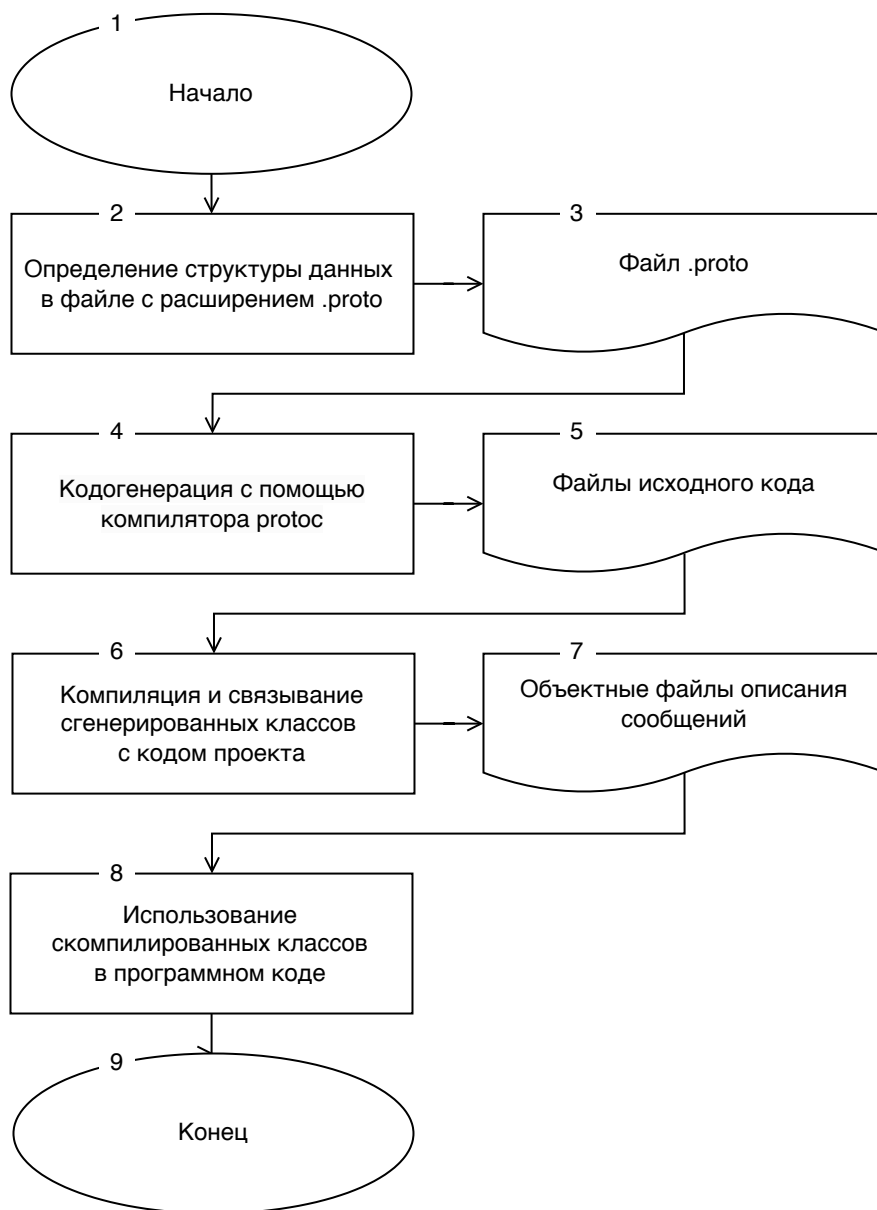 1
Начало
2
Определение структуры данных
в файле с расширением .proto
3
Файл .proto
4
Кодогенерация с помощью
компилятора protoc
5
Файлы исходного кода
6
Компиляция и связывание
сгенерированных классов
с кодом проекта
7
Объектные файлы описания
сообщений
8
Использование
скомпилированных классов
в программном коде
9
Конец